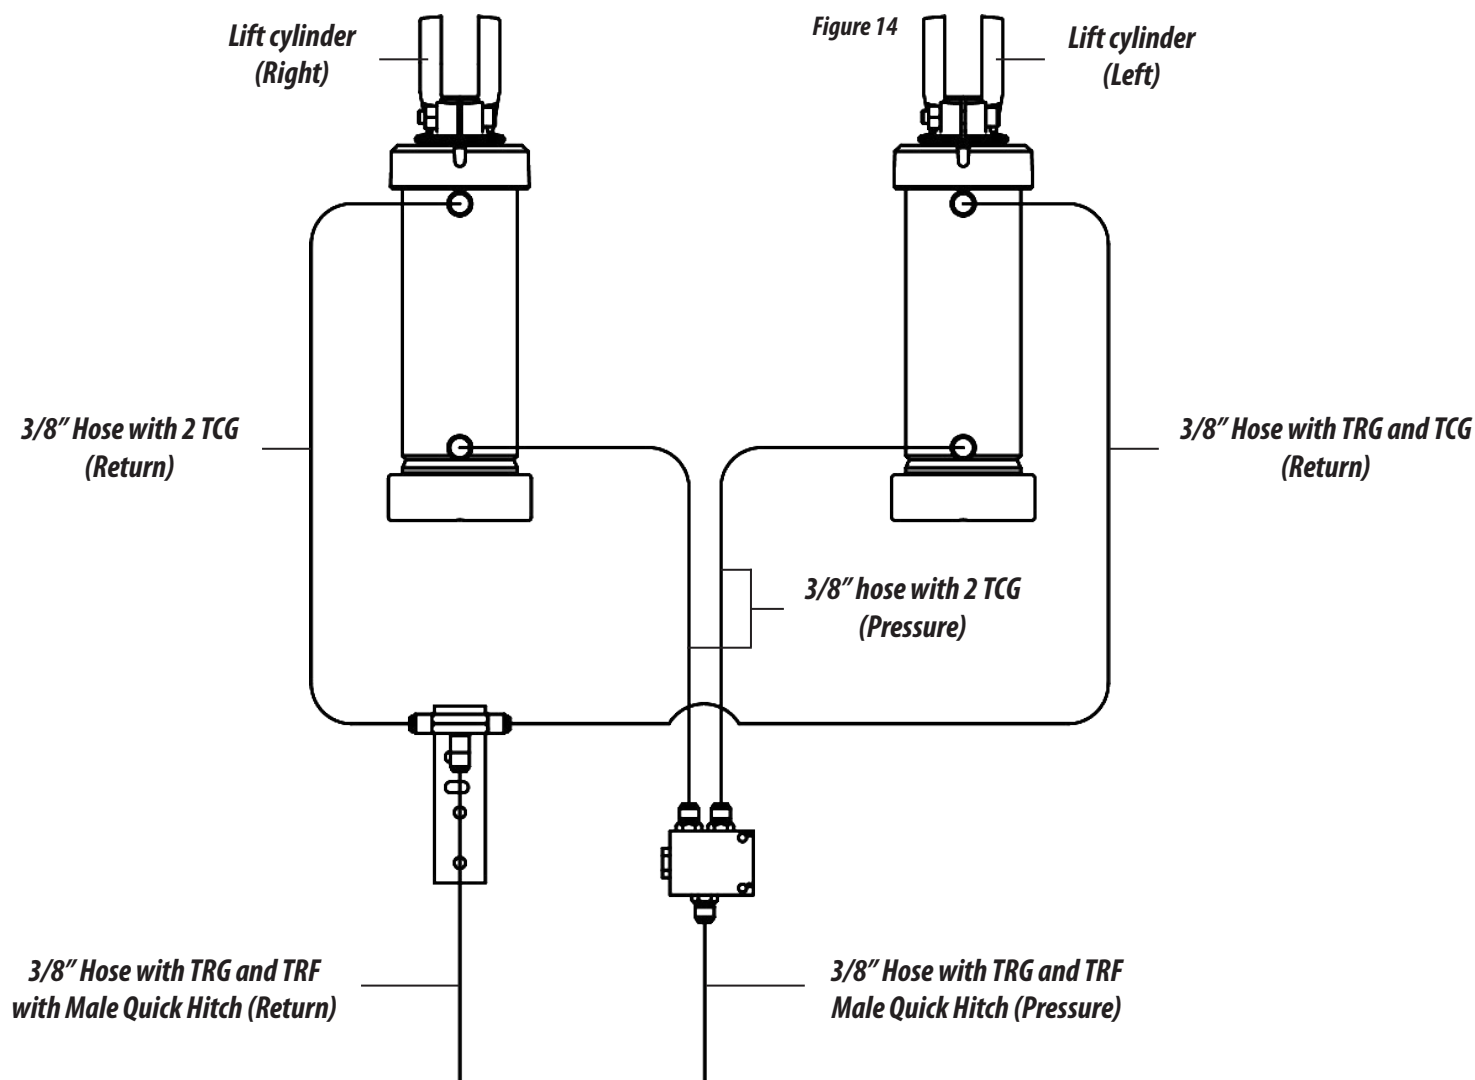 Lift cylinder
(Right)
Figure 14
Lift cylinder
(Left)
3/8" Hose with 2 TCG
(Return)
3/8" Hose with TRG and TCG
(Return)
3/8" hose with 2 TCG
(Pressure)
3/8" Hose with TRG and TRF
with Male Quick Hitch (Return)
3/8" Hose with TRG and TRF
Male Quick Hitch (Pressure)